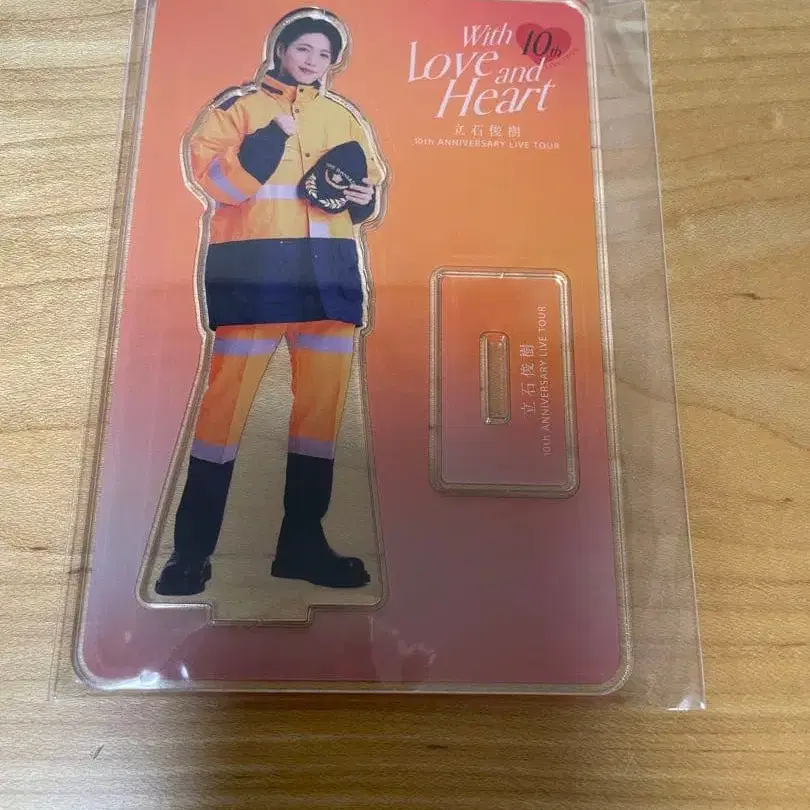 With
10th
Love and
Heart
立石俊樹
10th ANNIVERSARY LIVE TOUR
立石俊樹
10th ANNIVERSARY LIVE TOUR